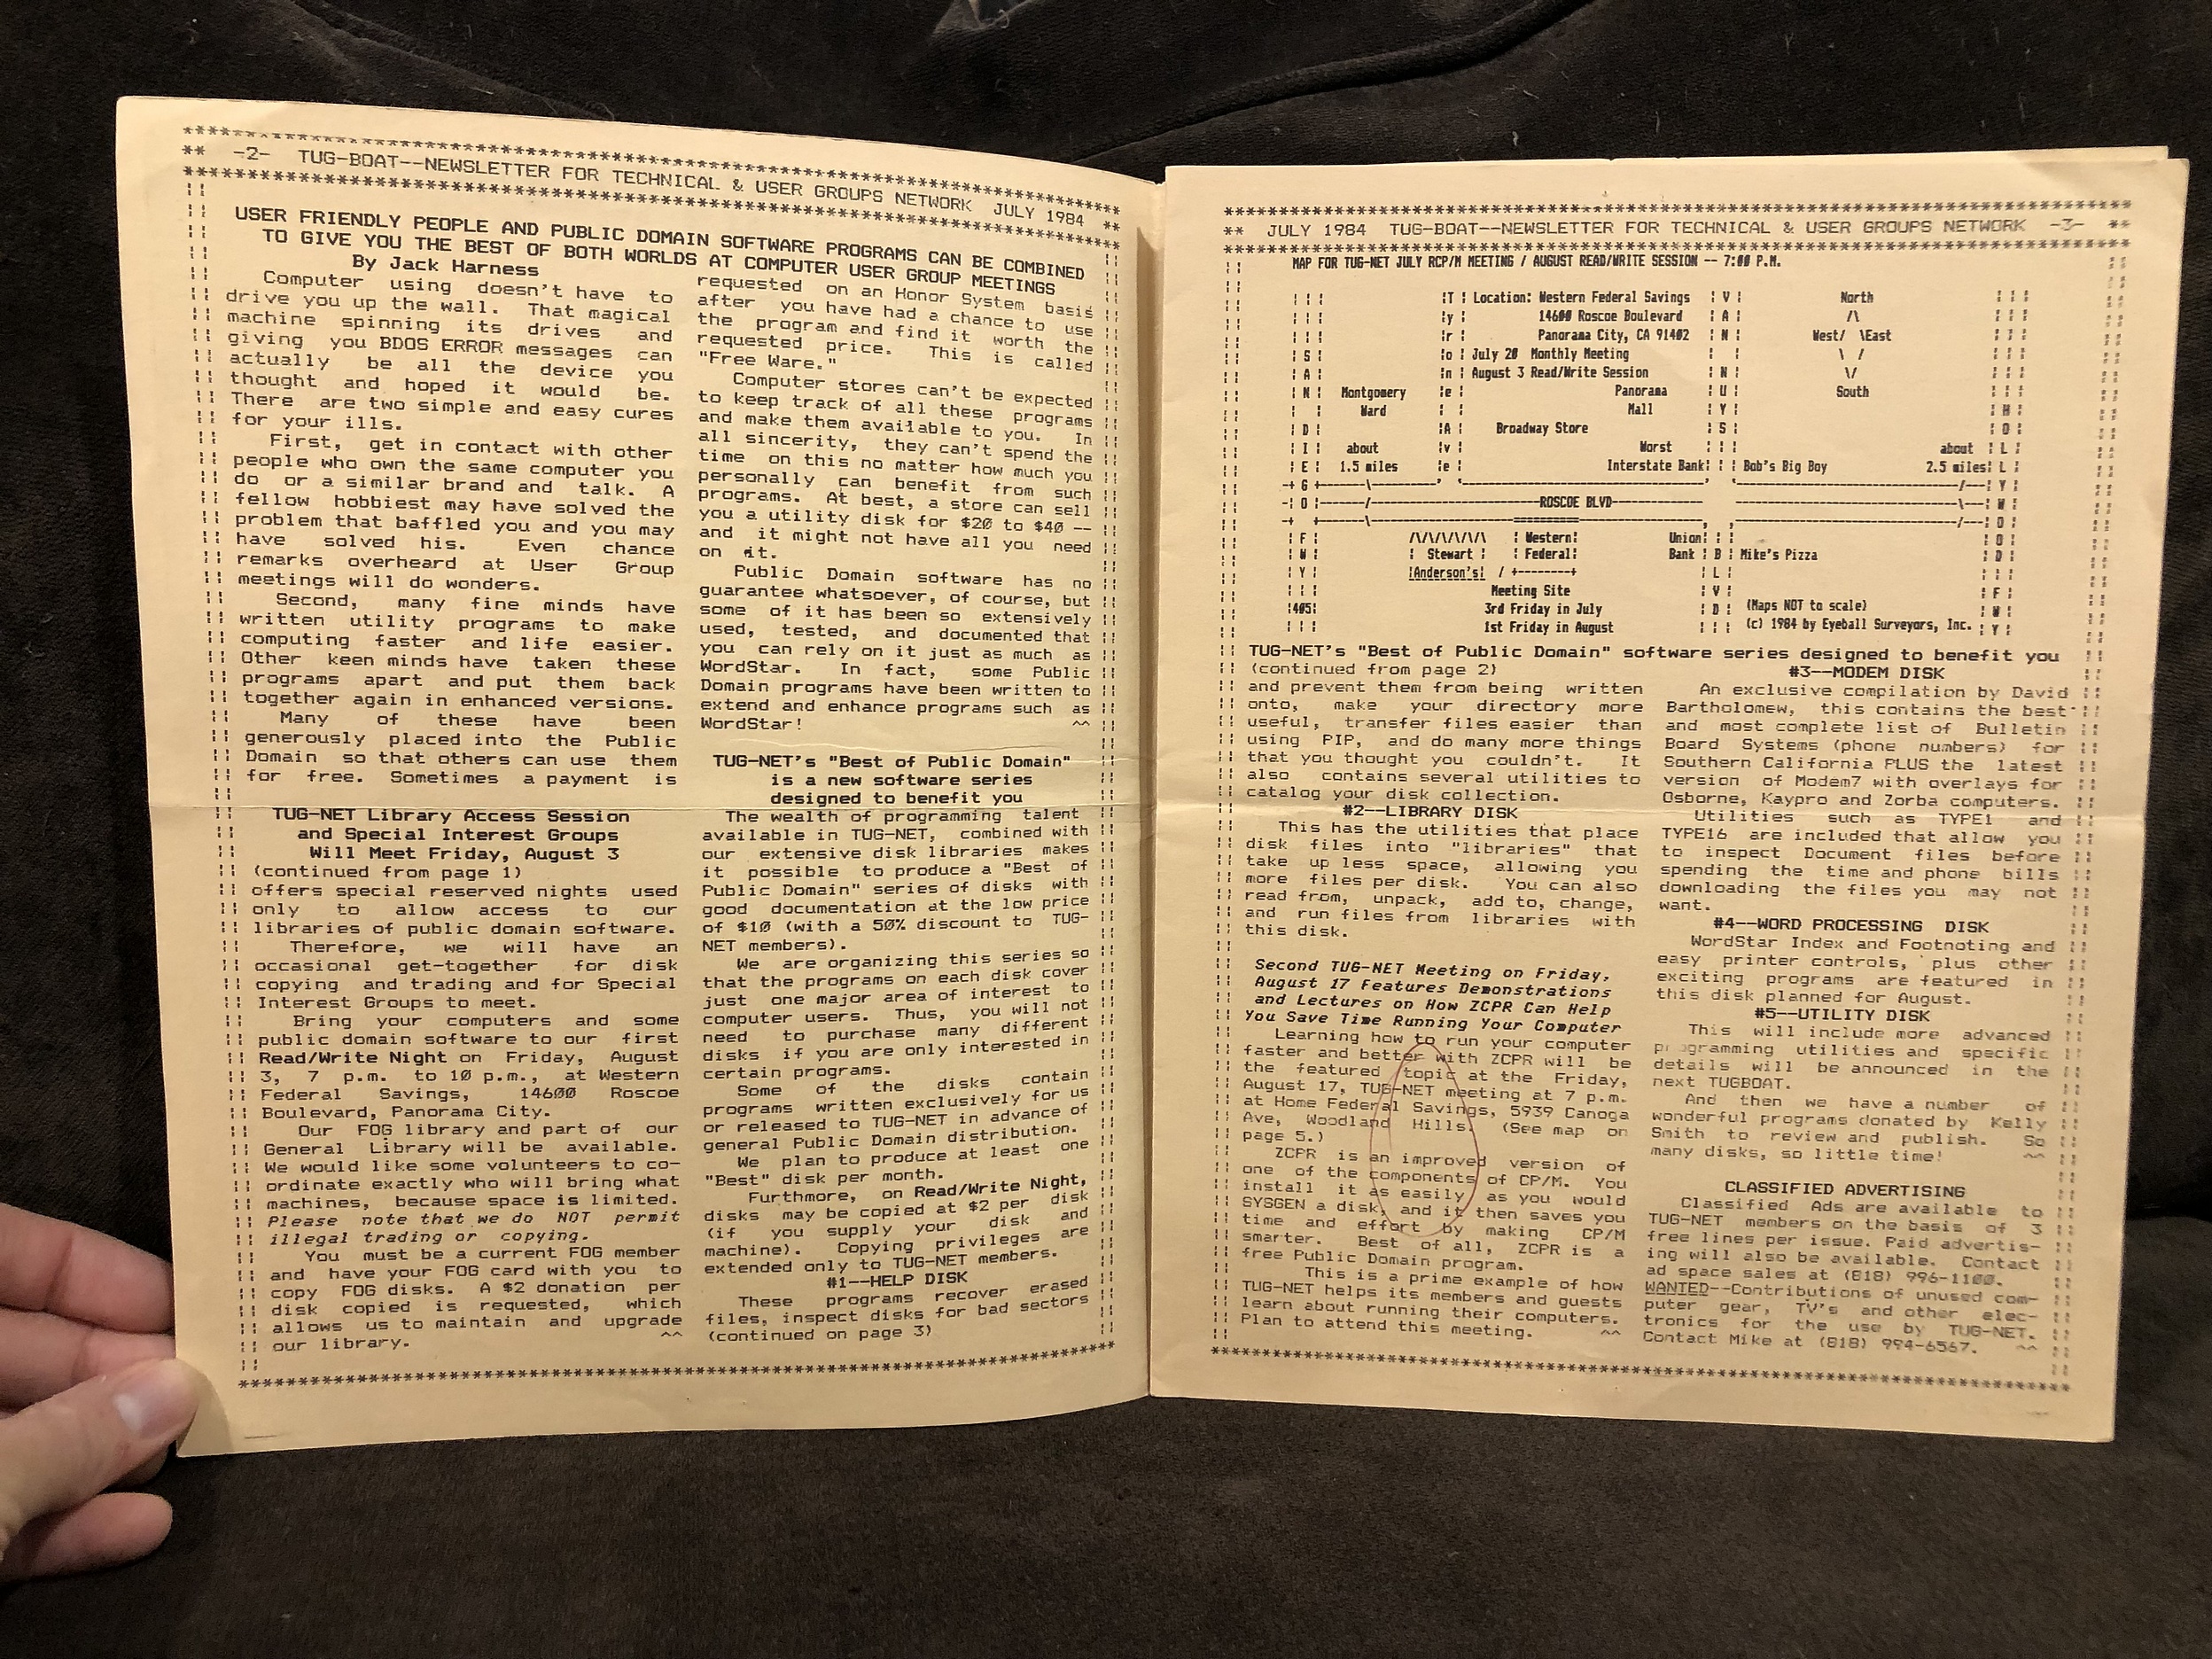 -2- TUG-BOAT--NEWSLETTER FOR TECHNICAL & USER GROUPS NETWORK JULY 1984
USER FRIENDLY PEOPLE AND PUBLIC DOMAIN SOFTWARE PROGRAMS CAN BE COMBINED
TO GIVE YOU THE BEST OF BOTH WORLDS AT COMPUTER USER GROUP MEETINGS
By Jack Harness
Computer using doesn't have to
drive you up the wall. That magical
machine spinning its drives and
giving you BDOS ERROR messages can
actually be all the device you
thought and hoped it would be.
There are two simple and easy cures
for your ills.
First, get in contact with other
people who own the same computer you
do or a similar brand and talk. A
fellow hobbiest may have solved the
problem that baffled you and you may
have solved his. Even chance
remarks overheard at User Group
meetings will do wonders.
Second, many fine minds have
written utility programs to make
computing faster and life easier.
Other keen minds have taken these
programs apart and put them back
together again in enhanced versions.
Many of these have been
generously placed into the Public
Domain so that others can use them
for free. Sometimes a payment is
requested on an Honor System basis
after you have had a chance to use
the program and find it worth the
requested price. This is called
"Free Ware."
Computer stores can't be expected
to keep track of all these programs
and make them available to you. In
all sincerity, they can't spend the
time on this no matter how much you
personally can benefit from such
programs. At best, a store can sell
you a utility disk for $20 to $40 --
and it might not have all you need
on it.
Public Domain software has no
guarantee whatsoever, of course, but
some of it has been so extensively
used, tested, and documented that
you can rely on it just as much as
WordStar. In fact, some Public
Domain programs have been written to
extend and enhance programs such as
WordStar! ^^
TUG-NET Library Access Session
and Special Interest Groups
Will Meet Friday, August 3
(continued from page 1)
offers special reserved nights used
only to allow access to our
libraries of public domain software.
Therefore, we will have an
occasional get-together for disk
copying and trading and for Special
Interest Groups to meet.
Bring your computers and some
public domain software to our first
Read/Write Night on Friday, August
3, 7 p.m. to 10 p.m., at Western
Federal Savings, 14600 Roscoe
Boulevard, Panorama City.
Our FOG library and part of our
General Library will be available.
We would like some volunteers to co-
ordinate exactly who will bring what
machines, because space is limited.
Please note that we do NOT permit
illegal trading or copying.
You must be a current FOG member
and have your FOG card with you to
copy FOG disks. A $2 donation per
disk copied is requested, which
allows us to maintain and upgrade
our library. ^^
TUG-NET's "Best of Public Domain"
is a new software series
designed to benefit you
The wealth of programming talent
available in TUG-NET, combined with
our extensive disk libraries makes
it possible to produce a "Best of
Public Domain" series of disks with
good documentation at the low price
of $10 (with a 50% discount to TUG-
NET members).
We are organizing this series so
that the programs on each disk cover
just one major area of interest to
computer users. Thus, you will not
need to purchase many different
disks if you are only interested in
certain programs.
Some of the disks contain
programs written exclusively for us
or released to TUG-NET in advance of
general Public Domain distribution.
We plan to produce at least one
"Best" disk per month.
Furthmore, on Read/Write Night,
disks may be copied at $2 per disk
(if you supply your disk and
machine). Copying privileges are
extended only to TUG-NET members.
#1--HELP DISK
These programs recover erased
files, inspect disks for bad sectors
(continued on page 3)
JULY 1984 TUG-BOAT--NEWSLETTER FOR TECHNICAL & USER GROUPS NETWORK -3-
MAP FOR TUG-NET JULY RCP/M MEETING / AUGUST READ/WRITE SESSION -- 7:00 P.M.
Location: Western Federal Savings
14600 Roscoe Boulevard
Panorama City, CA 91402
July 20 Monthly Meeting
August 3 Read/Write Session
North
West/ \East
South
SAN DIEGO FWY
405
Tyrone Ave
VAN NUYS BLVD
HOLLYWOOD FWY
Montgomery
Ward
about
1.5 miles
Panorama
Mall
Broadway Store
Worst
Interstate Bank
Bob's Big Boy
about
2.5 miles
ROSCOE BLVD
Stewart
Anderson's
Western
Federal
Union
Bank
Mike's Pizza
Meeting Site
3rd Friday in July
1st Friday in August
(Maps NOT to scale)
(c) 1984 by Eyeball Surveyors, Inc.
TUG-NET's "Best of Public Domain" software series designed to benefit you
(continued from page 2)
and prevent them from being written
onto, make your directory more
useful, transfer files easier than
using PIP, and do many more things
that you thought you couldn't. It
also contains several utilities to
catalog your disk collection.
#2--LIBRARY DISK
This has the utilities that place
disk files into "libraries" that
take up less space, allowing you
more files per disk. You can also
read from, unpack, add to, change,
and run files from libraries with
this disk.
Second TUG-NET Meeting on Friday,
August 17 Features Demonstrations
and Lectures on How ZCPR Can Help
You Save Time Running Your Computer
Learning how to run your computer
faster and better with ZCPR will be
the featured topic at the Friday,
August 17, TUG-NET meeting at 7 p.m.
at Home Federal Savings, 5939 Canoga
Ave, Woodland Hills. (See map on
page 5.)
ZCPR is an improved version of
one of the components of CP/M. You
install it as easily as you would
SYSGEN a disk, and it then saves you
time and effort by making CP/M
smarter. Best of all, ZCPR is a
free Public Domain program.
This is a prime example of how
TUG-NET helps its members and guests
learn about running their computers.
Plan to attend this meeting. ^^
#3--MODEM DISK
An exclusive compilation by David
Bartholomew, this contains the best
and most complete list of Bulletin
Board Systems (phone numbers) for
Southern California PLUS the latest
version of Modem7 with overlays for
Osborne, Kaypro and Zorba computers.
Utilities such as TYPE1 and
TYPE16 are included that allow you
to inspect Document files before
spending the time and phone bills
downloading the files you may not
want.
#4--WORD PROCESSING DISK
WordStar Index and Footnoting and
easy printer controls, plus other
exciting programs are featured in
this disk planned for August.
#5--UTILITY DISK
This will include more advanced
programming utilities and specific
details will be announced in the
next TUGBOAT.
And then we have a number of
wonderful programs donated by Kelly
Smith to review and publish. So
many disks, so little time! ^^
CLASSIFIED ADVERTISING
Classified Ads are available to
TUG-NET members on the basis of 3
free lines per issue. Paid advertis-
ing will also be available. Contact
ad space sales at (818) 996-1100.
WANTED--Contributions of unused com-
puter gear, TV's and other elec-
tronics for the use by TUG-NET.
Contact Mike at (818) 994-6567. ^^